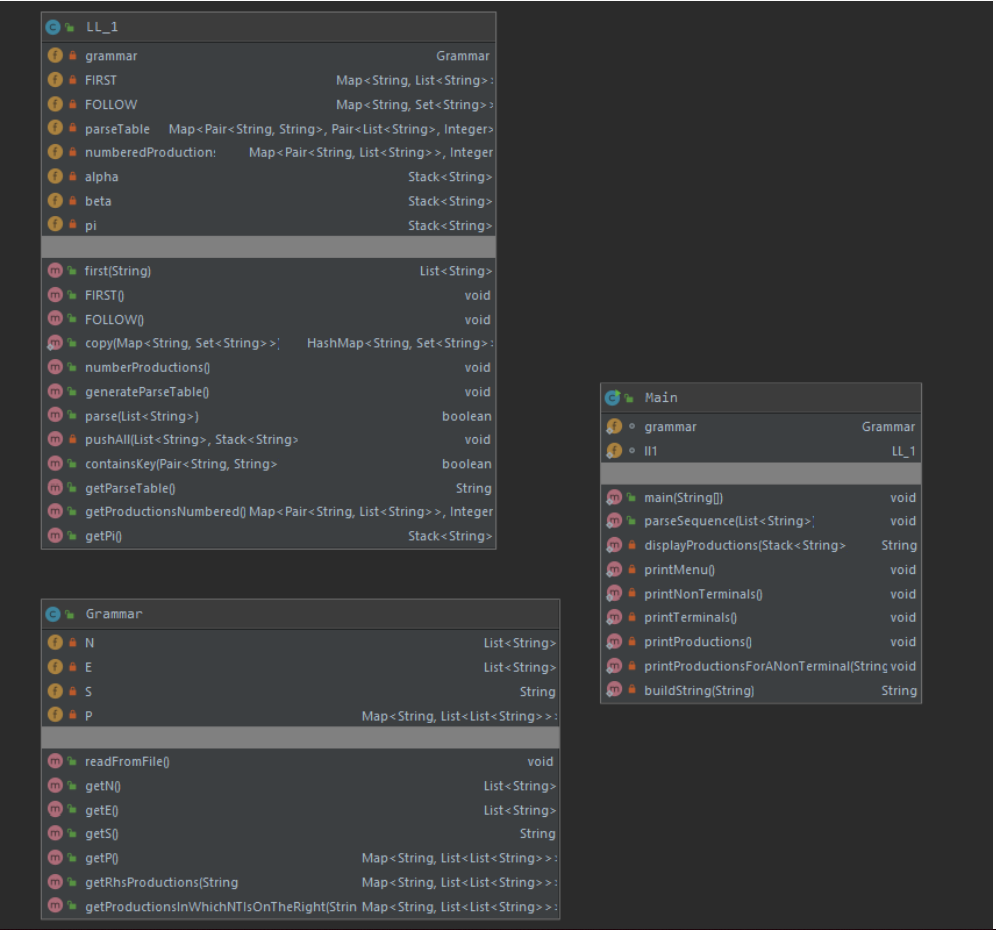 LL_1
grammar Grammar
FIRST Map<String, List<String>>
FOLLOW Map<String, Set<String>>
parseTable Map<Pair<String, String>, Pair<List<String>, Integer>
numberedProductions Map<Pair<String, List<String>>, Integer
alpha Stack<String>
beta Stack<String>
pi Stack<String>
first(String) List<String>
FIRST() void
FOLLOW() void
copy(Map<String, Set<String>>) HashMap<String, Set<String>>
numberProductions() void
generateParseTable() void
parse(List<String>) boolean
pushAll(List<String>, Stack<String> void
containsKey(Pair<String, String> boolean
getParseTable() String
getProductionsNumbered() Map<Pair<String, List<String>>, Integer
getPi() Stack<String>
Main
grammar Grammar
ll1 LL_1
main(String[]) void
parseSequence(List<String>) void
displayProductions(Stack<String> String
printMenu() void
printNonTerminals() void
printTerminals() void
printProductions() void
printProductionsForANonTerminal(String void
buildString(String) String
Grammar
N List<String>
E List<String>
S String
P Map<String, List<List<String>>>
readFromFile() void
getN() List<String>
getE() List<String>
getS() String
getP() Map<String, List<List<String>>>
getRhsProductions(String Map<String, List<List<String>>>
getProductionsInWhichNTIsOnTheRight(Strin Map<String, List<List<String>>>